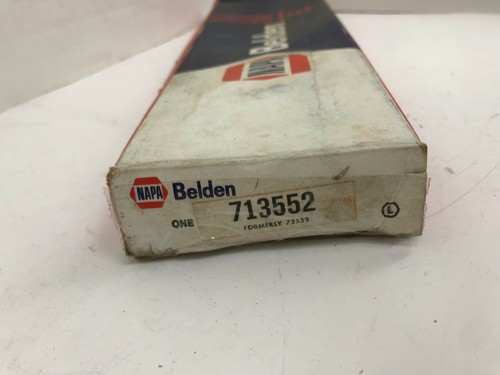 NAPA Belden
NAPA Belden
ONE 713552
FORMERLY 73552
L